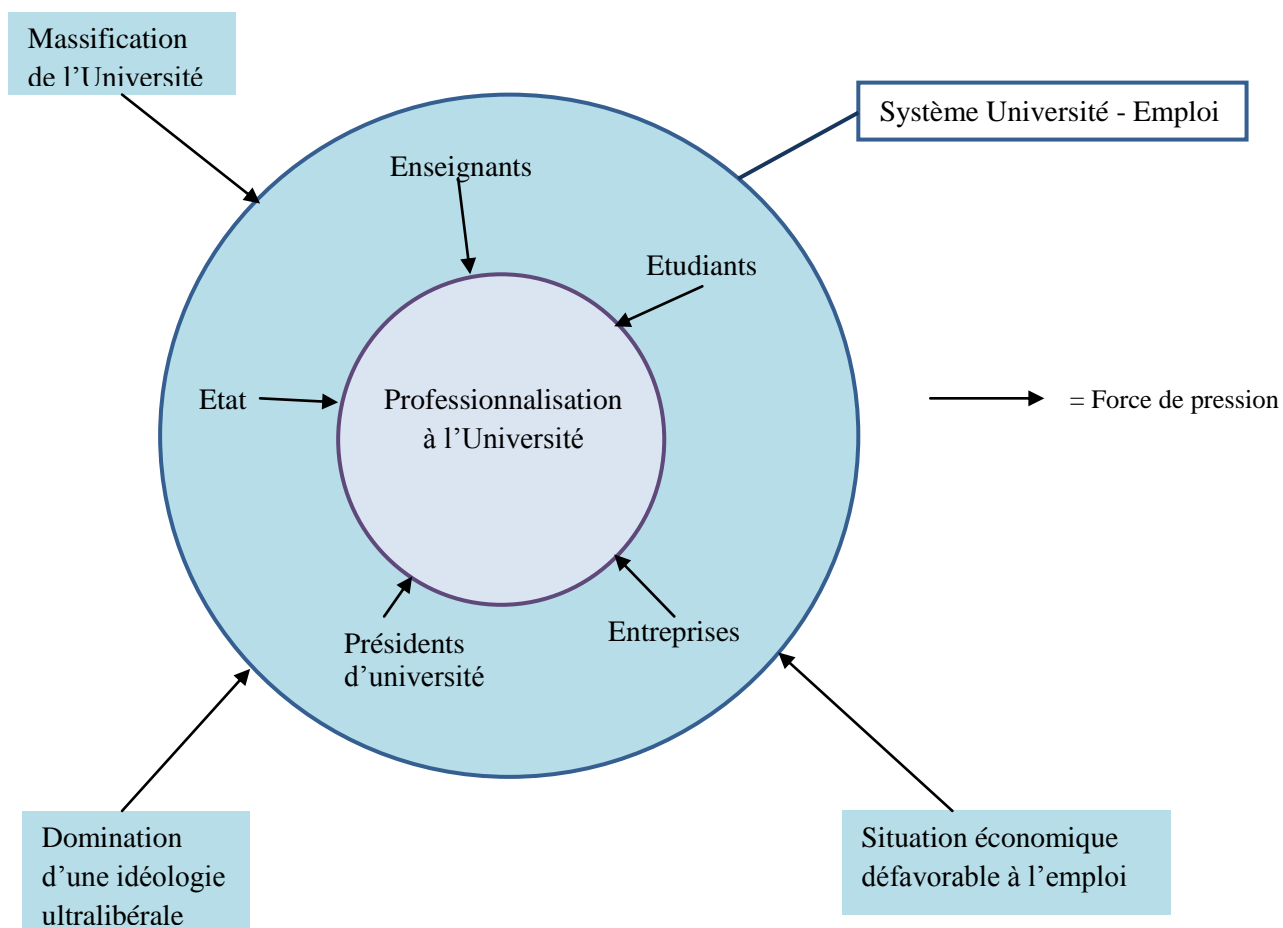 Massification
de l’Université
Système Université - Emploi
Enseignants
Etudiants
Etat
Professionnalisation
à l’Université
= Force de pression
Présidents
d’université
Entreprises
Domination
d’une idéologie
ultralibérale
Situation économique
défavorable à l’emploi